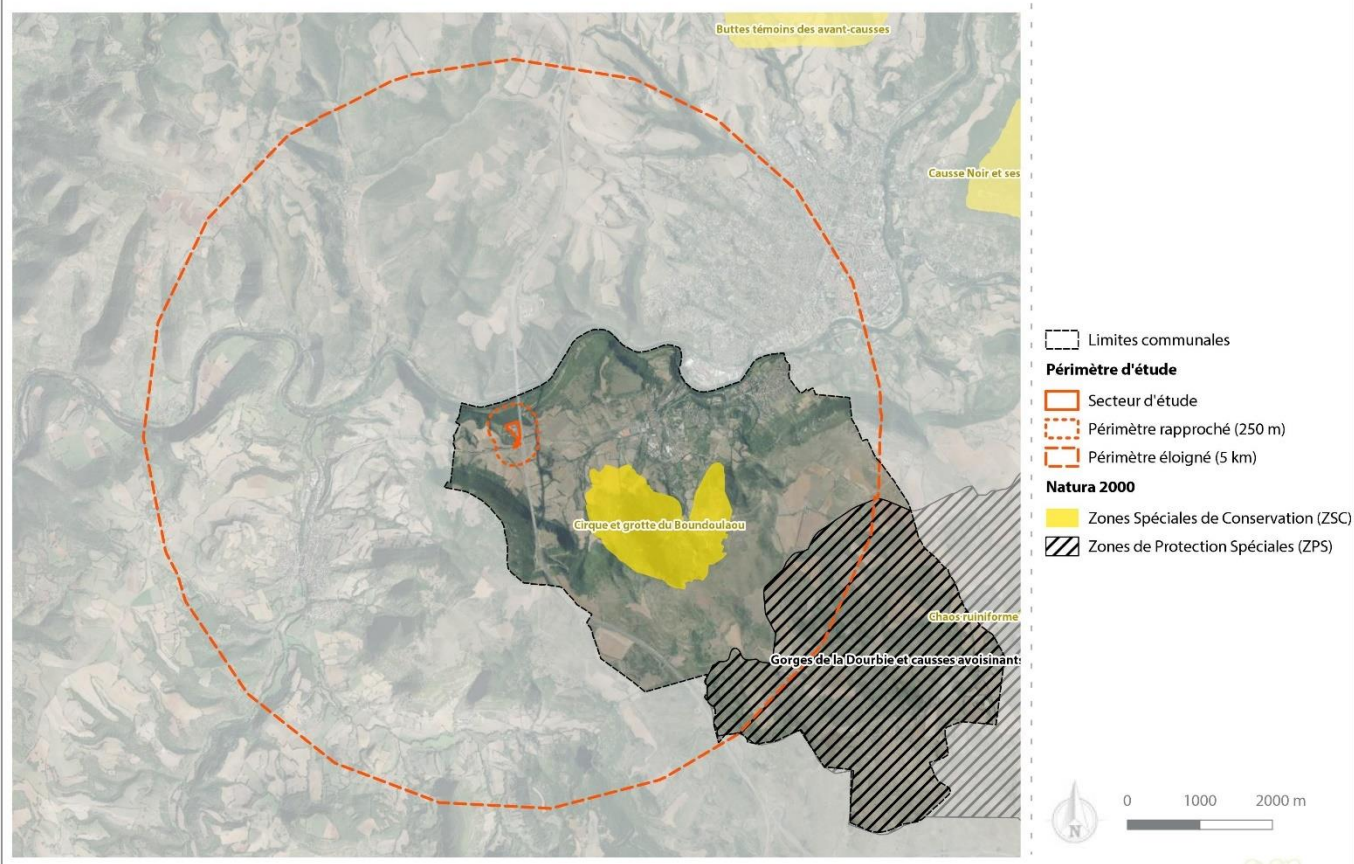 Buttes témoins des avant-causses
Causse Noir et ses
Cirque et grotte du Boundoulaou
Chaos ruiniforme
Gorges de la Dourbie et causses avoisinants
Limites communales
Périmètre d'étude
Secteur d'étude
Périmètre rapproché (250 m)
Périmètre éloigné (5 km)
Natura 2000
Zones Spéciales de Conservation (ZSC)
Zones de Protection Spéciales (ZPS)
N
0 1000 2000 m